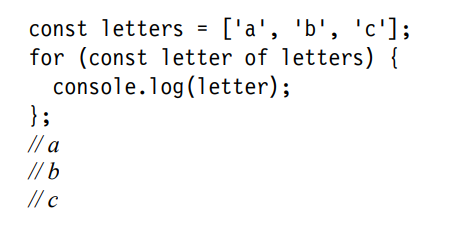 const letters = ['a', 'b', 'c'];
for (const letter of letters) {
  console.log(letter);
};
// a
// b
// c